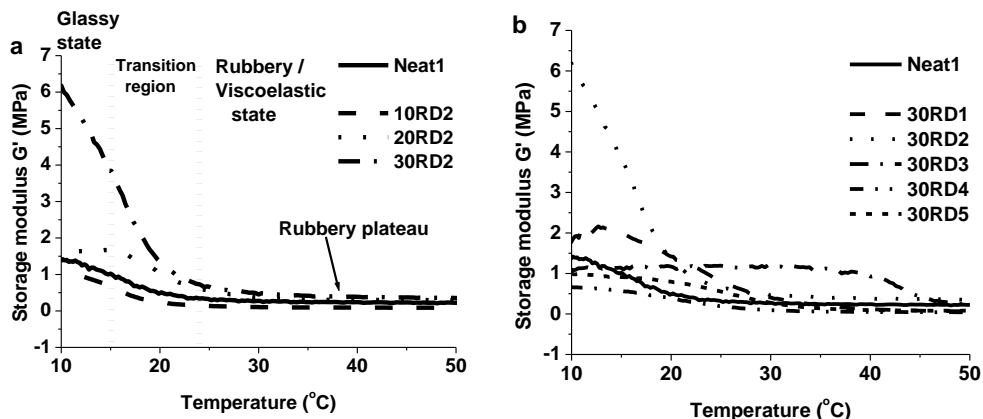 a
Glassy
state
Transition
region
Rubbery /
Viscoelastic
state
Rubbery plateau
Neat1
10RD2
20RD2
30RD2
Storage modulus G' (MPa)
7
6
5
4
3
2
1
0
-1
10 20 30 40 50
Temperature (°C)
b
Neat1
30RD1
30RD2
30RD3
30RD4
30RD5
Storage modulus G' (MPa)
7
6
5
4
3
2
1
0
-1
10 20 30 40 50
Temperature (°C)